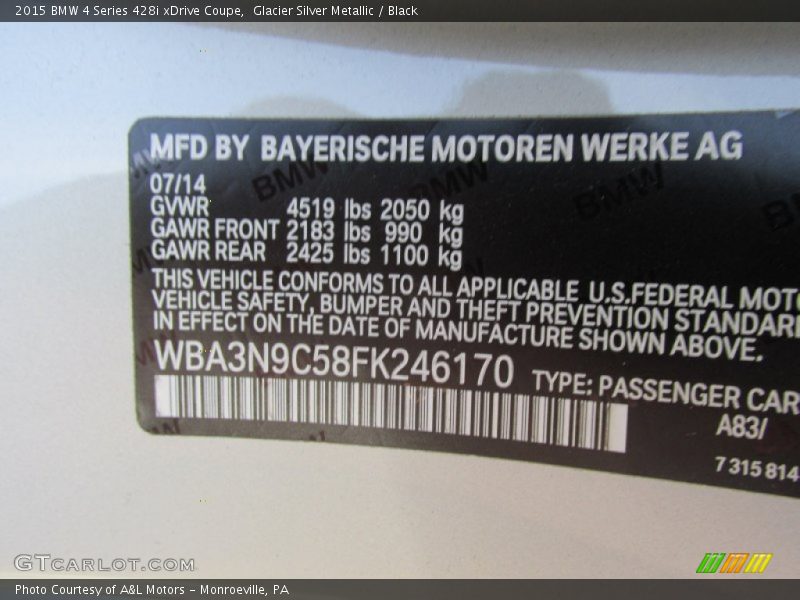 2015 BMW 4 Series 428i xDrive Coupe,  Glacier Silver Metallic / Black
MFD BY BAYERISCHE MOTOREN WERKE AG
07/14
GVWR 4519 lbs 2050 kg
GAWR FRONT 2183 lbs 990 kg
GAWR REAR 2425 lbs 1100 kg
THIS VEHICLE CONFORMS TO ALL APPLICABLE U.S.FEDERAL
VEHICLE SAFETY, BUMPER AND THEFT PREVENTION
IN EFFECT ON THE DATE OF MANUFACTURE SHOWN ABOVE.
WBA3N9C58FK246170 TYPE: PASSENGER CAR
A83/
7 315 814
GTCARLOT.COM
Photo Courtesy of A&L Motors - Monroeville, PA